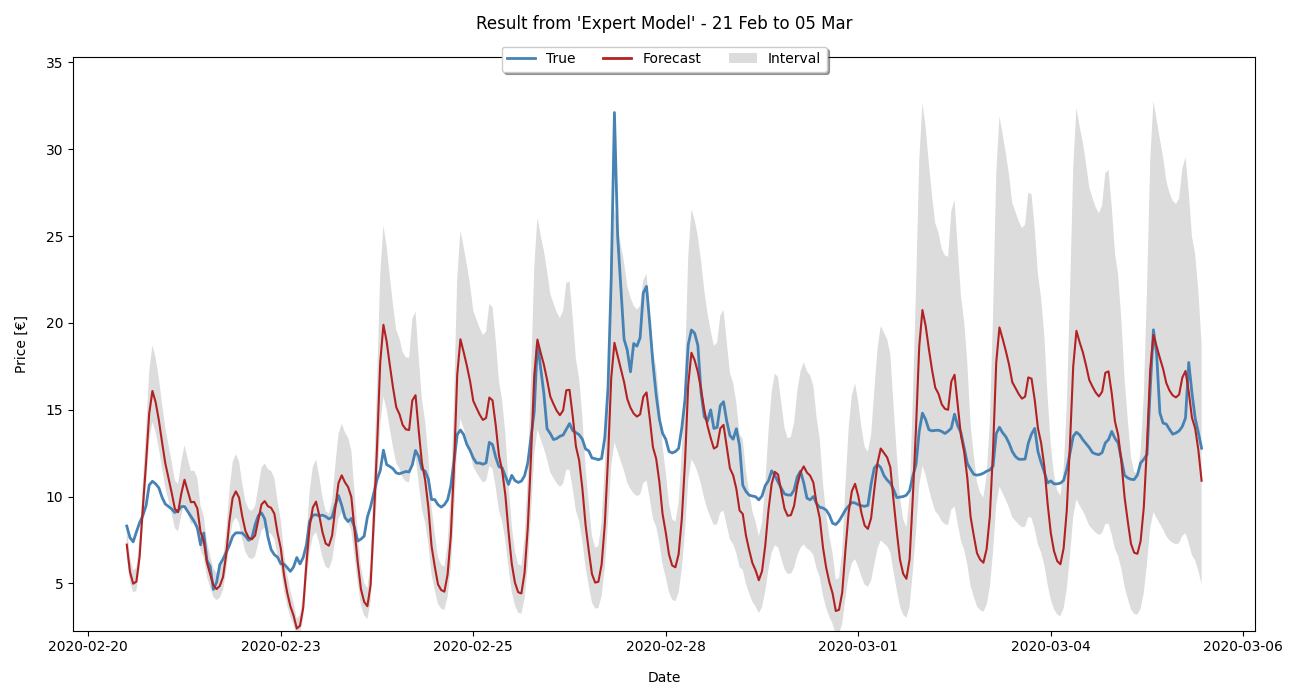 Result from 'Expert Model' - 21 Feb to 05 Mar
True Forecast Interval
35
30
25
20
15
10
5
Price [€]
2020-02-20 2020-02-23 2020-02-25 2020-02-28 2020-03-01 2020-03-04 2020-03-06
Date